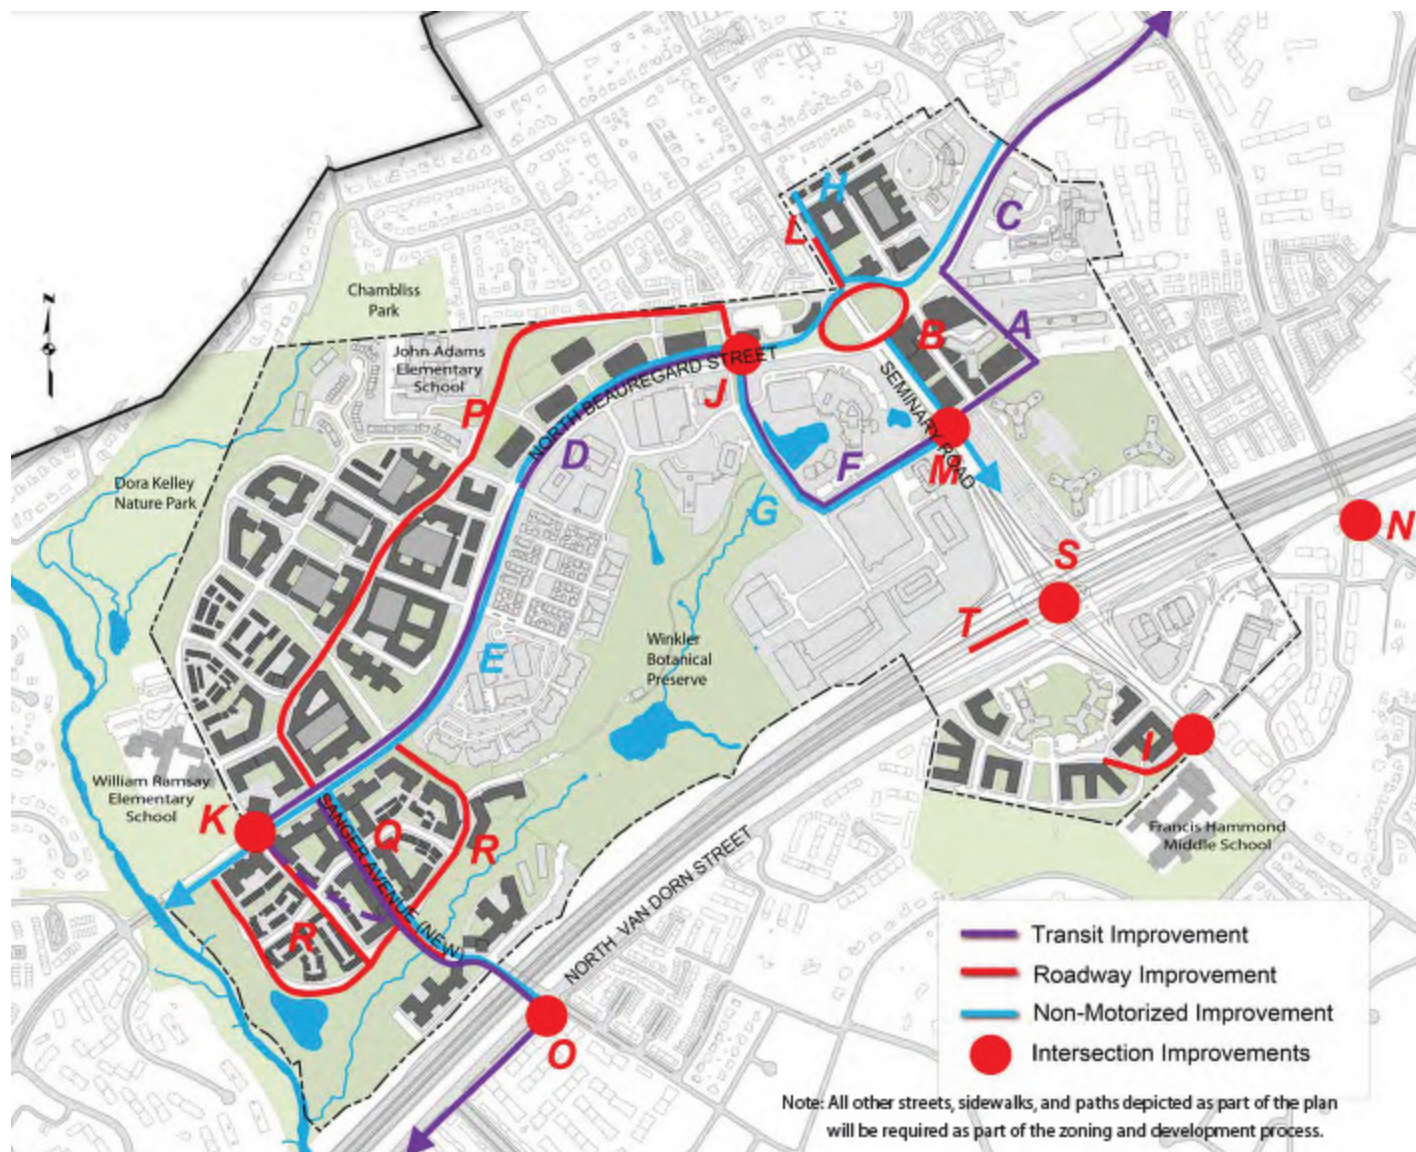 H
C
L
Chambliss
Park
B
A
N
John Adams
Elementary
School
NORTH BEAUREGARD STREET
SEMINARY ROAD
J
P
D
F
M
Dora Kelley
Nature Park
G
N
S
T
E
Winkler
Botanical
Preserve
I
William Ramsay
Elementary
School
K
SANGER AVENUE (NEW)
Q
R
Francis Hammond
Middle School
NORTH VAN DORN STREET
R
O
Transit Improvement
Roadway Improvement
Non-Motorized Improvement
Intersection Improvements
Note: All other streets, sidewalks, and paths depicted as part of the plan
will be required as part of the zoning and development process.